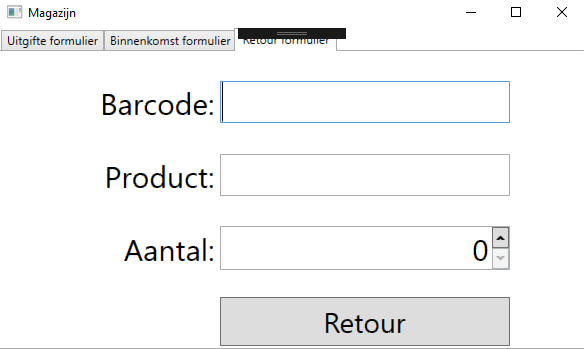 Magazijn
Uitgifte formulier Binnenkomst formulier Retour formulier
Barcode:
Product:
Aantal: 0
Retour